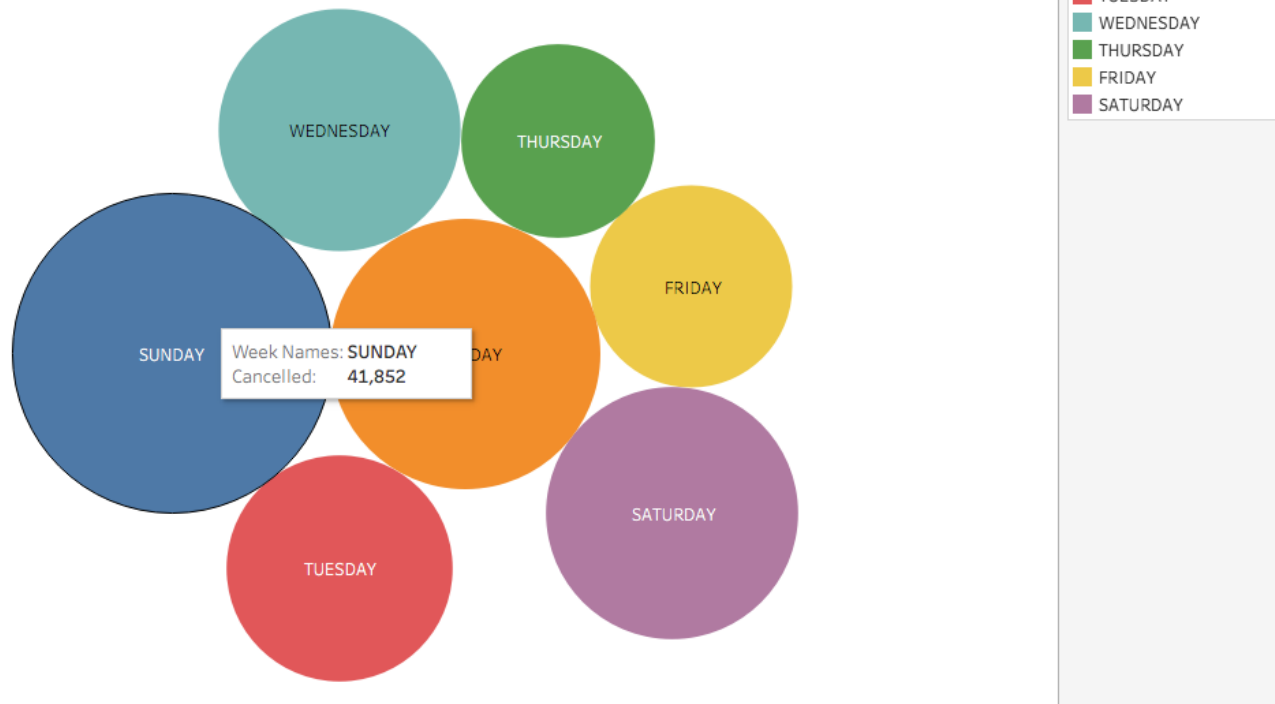 WEDNESDAY
THURSDAY
FRIDAY
SUNDAY
Week Names: SUNDAY
Cancelled: 41,852
DAY
SATURDAY
TUESDAY
WEDNESDAY
THURSDAY
FRIDAY
SATURDAY